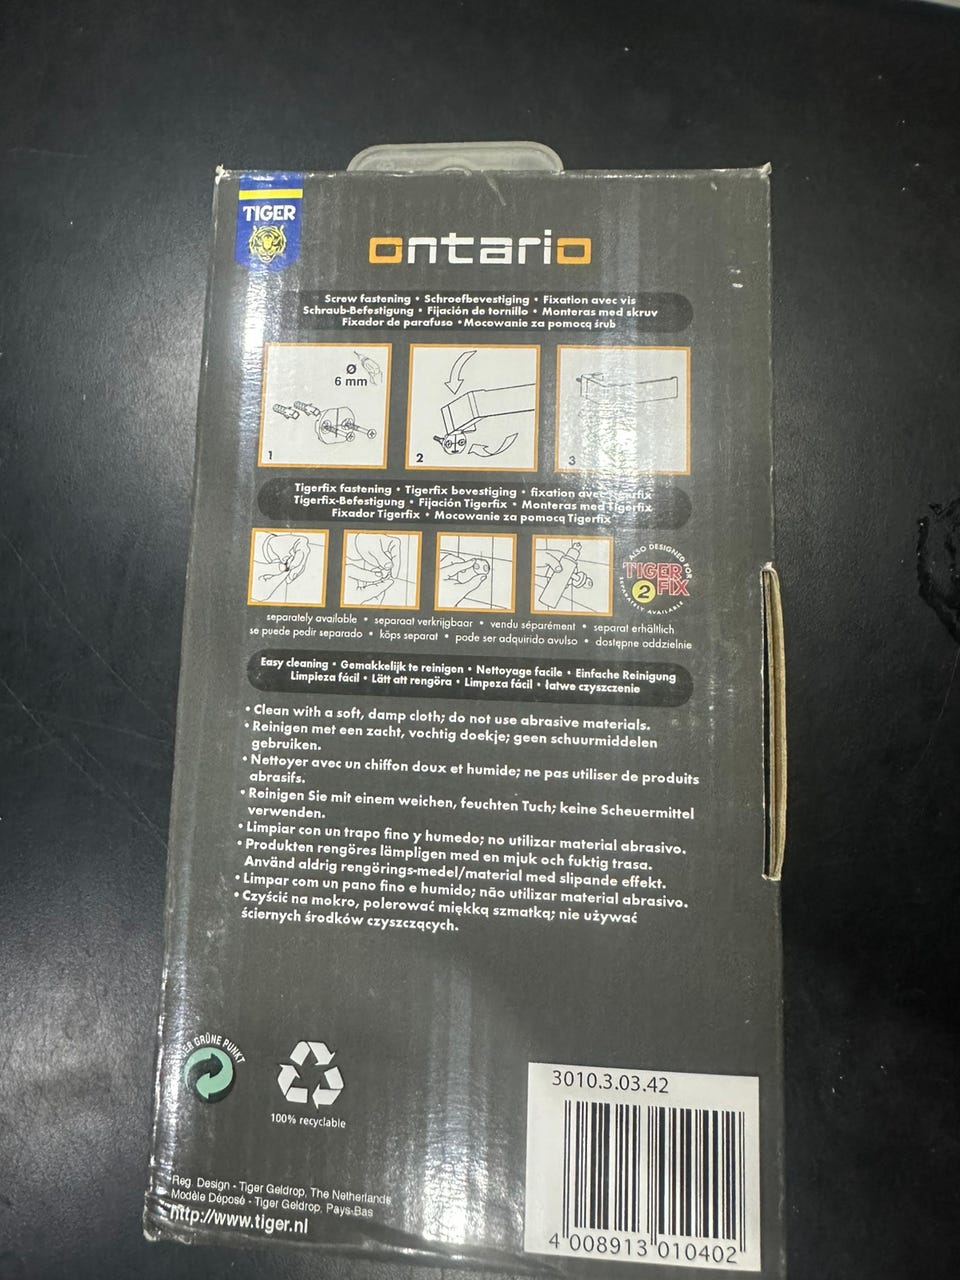 TIGER
ontario
Screw fastening • Schroefbevestiging • Fixation avec vis
Schraub-Befestigung • Fijación de tornillo • Monteras med skruv
Fixador de parafuso • Mocowanie za pomocą śrub
Ø
6 mm
1
2
3
Tigerfix fastening • Tigerfix bevestiging • fixation avec Tigerfix
Tigerfix-Befestigung • Fijación Tigerfix • Monteras med Tigerfix
Fixador Tigerfix • Mocowanie za pomocą Tigerfix
ALSO DESIGNED FOR
TIGER
2 FIX
SEPARATELY AVAILABLE
separately available • separaat verkrijgbaar • vendu séparément • separat erhältlich
se puede pedir separado • köps separat • pode ser adquirido avulso • dostępne oddzielnie
Easy cleaning • Gemakkelijk te reinigen • Nettoyage facile • Einfache Reinigung
Limpieza fácil • Lätt att rengöra • Limpeza fácil • łatwe czyszczenie
• Clean with a soft, damp cloth; do not use abrasive materials.
• Reinigen met een zacht, vochtig doekje; geen schuurmiddelen
gebruiken.
• Nettoyer avec un chiffon doux et humide; ne pas utiliser de produits
abrasifs.
• Reinigen Sie mit einem weichen, feuchten Tuch; keine Scheuermittel
verwenden.
• Limpiar con un trapo fino y humedo; no utilizar material abrasivo.
• Produkten rengöres lämpligen med en mjuk och fuktig trasa.
Använd aldrig rengörings-medel/material med slipande effekt.
• Limpar com um pano fino e humido; não utilizar material abrasivo.
• Czyścić na mokro, polerować miękką szmatką; nie używać
ściernych środków czyszczących.
DER GRÜNE PUNKT
100% recyclable
3010.3.03.42
4 008913 010402
Reg. Design - Tiger Geldrop, The Netherlands
Modèle Déposé - Tiger Geldrop, Pays-Bas
http://www.tiger.nl